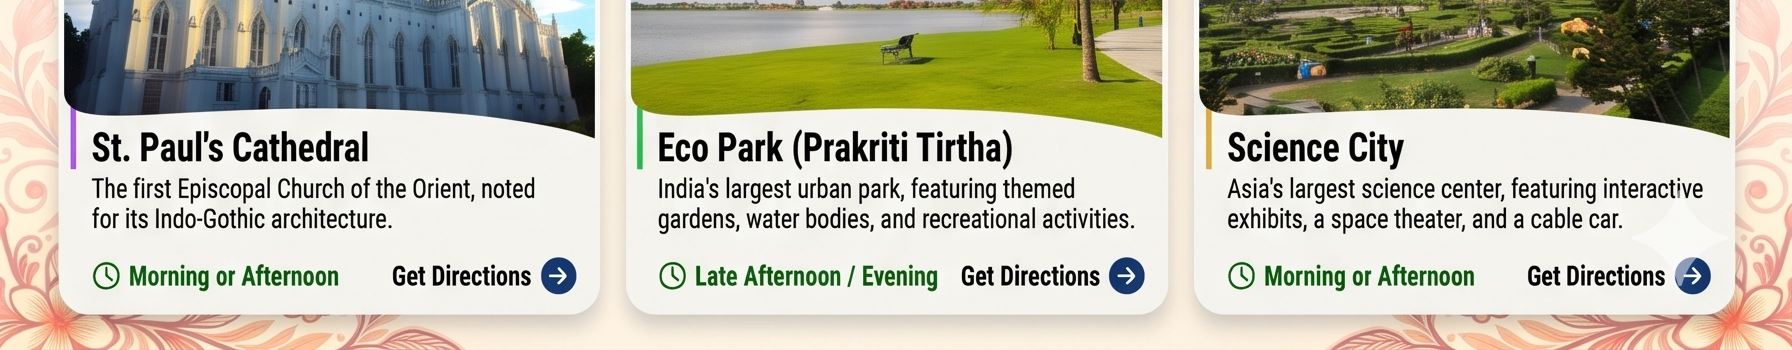 St. Paul's Cathedral
The first Episcopal Church of the Orient, noted
for its Indo-Gothic architecture.
Morning or Afternoon
Get Directions
Eco Park (Prakriti Tirtha)
India's largest urban park, featuring themed
gardens, water bodies, and recreational activities.
Late Afternoon / Evening
Get Directions
Science City
Asia's largest science center, featuring interactive
exhibits, a space theater, and a cable car.
Morning or Afternoon
Get Directions